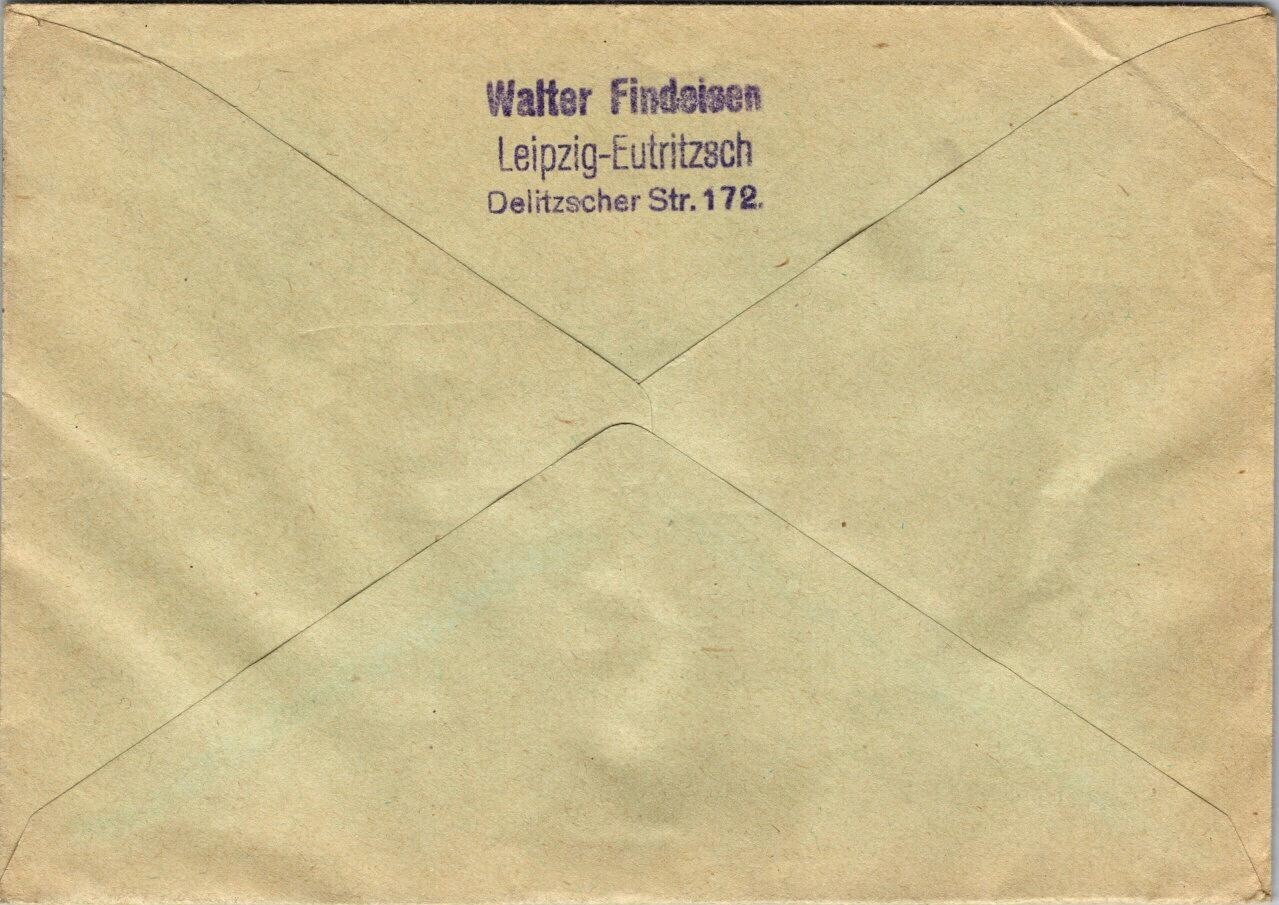 Walter Findeisen
Leipzig-Eutritzsch
Delitzscher Str. 172.